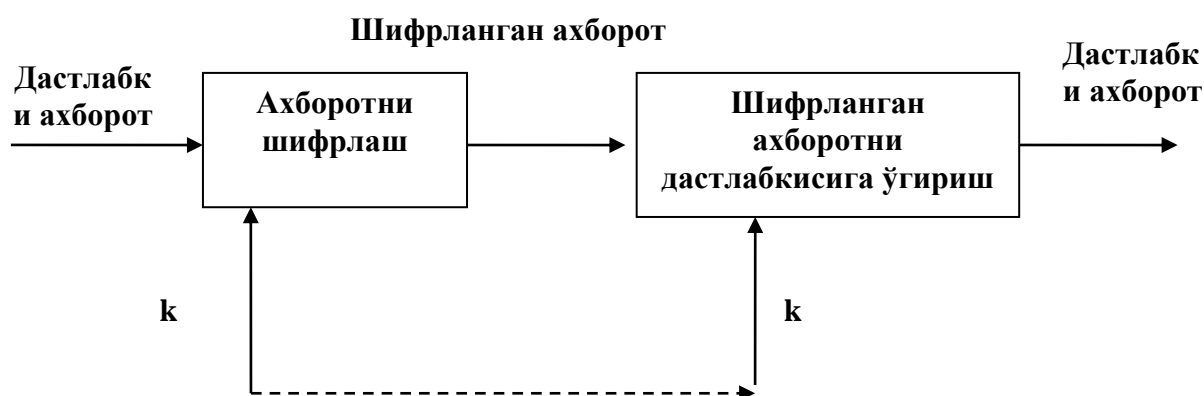 Шифрланган ахборот
Дастлабк
и ахборот
Ахборотни
шифрлаш
Шифрланган
ахборотни
дастлабкисига ўгириш
Дастлабк
и ахборот
k
k